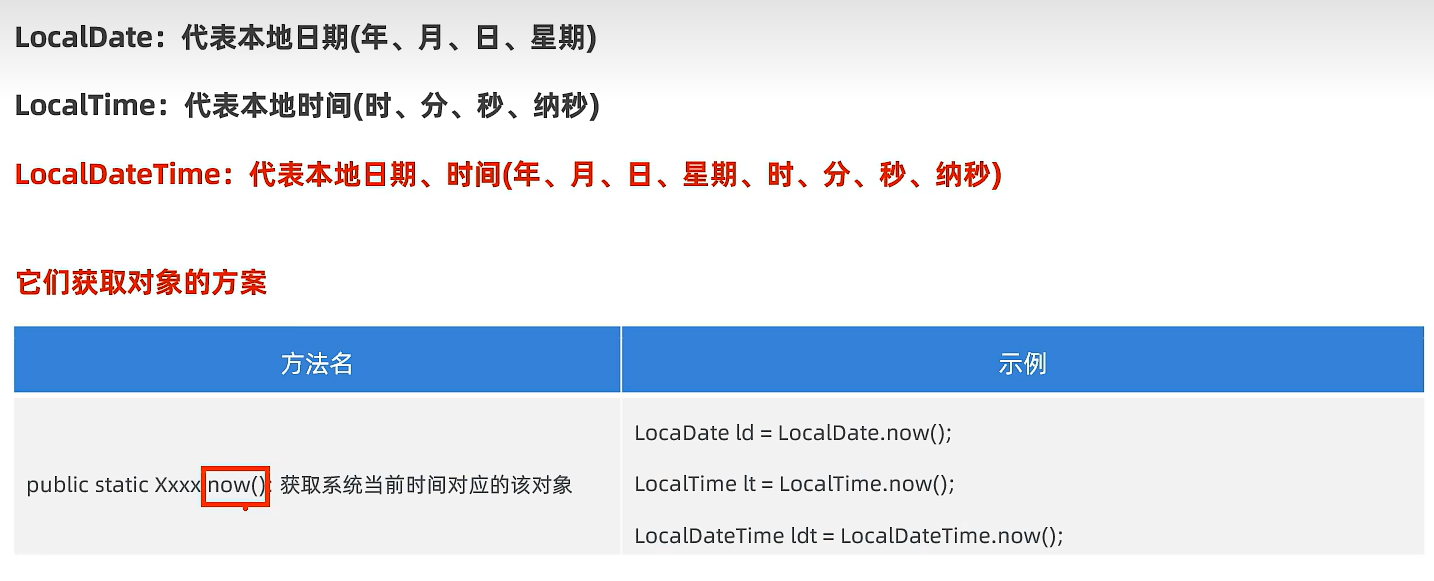 LocalDate：代表本地日期(年、月、日、星期)
LocalTime：代表本地时间(时、分、秒、纳秒)
LocalDateTime：代表本地日期、时间(年、月、日、星期、时、分、秒、纳秒)
它们获取对象的方案
方法名
示例
public static Xxxx now(): 获取系统当前时间对应的该对象
LocaDate ld = LocalDate.now();
LocalTime lt = LocalTime.now();
LocalDateTime ldt = LocalDateTime.now();